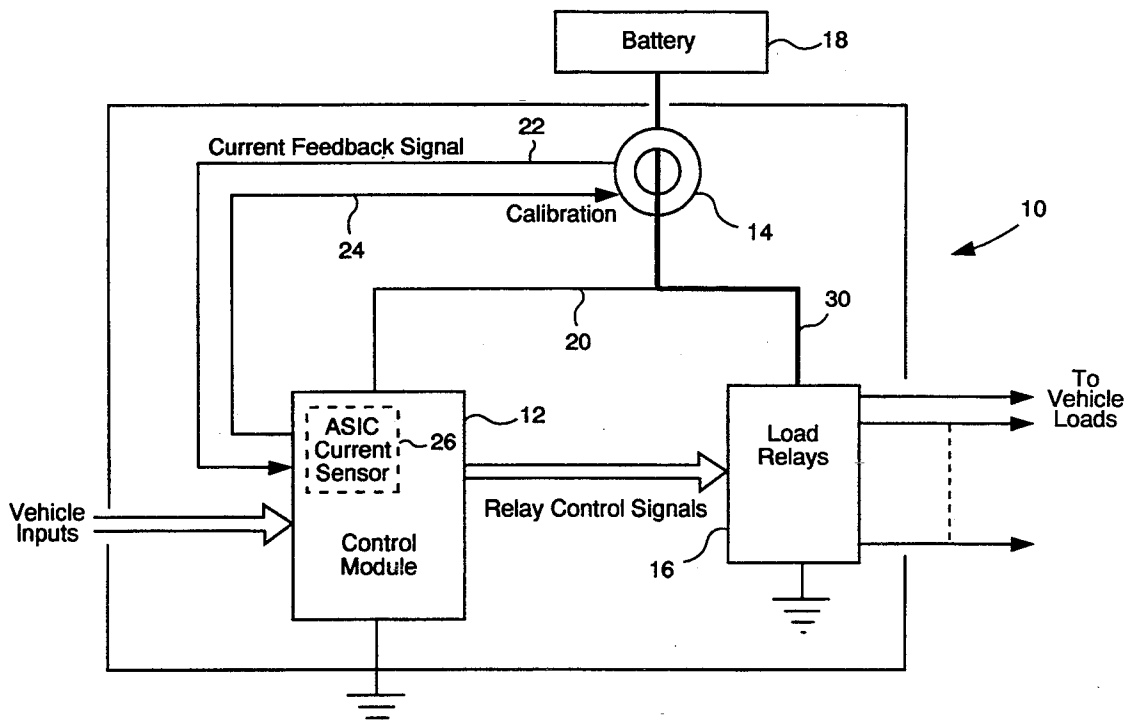 Battery
18
Current Feedback Signal
22
Calibration
24
14
10
20
30
ASIC
Current
Sensor
26
12
Control
Module
Vehicle
Inputs
Relay Control Signals
Load
Relays
16
To
Vehicle
Loads